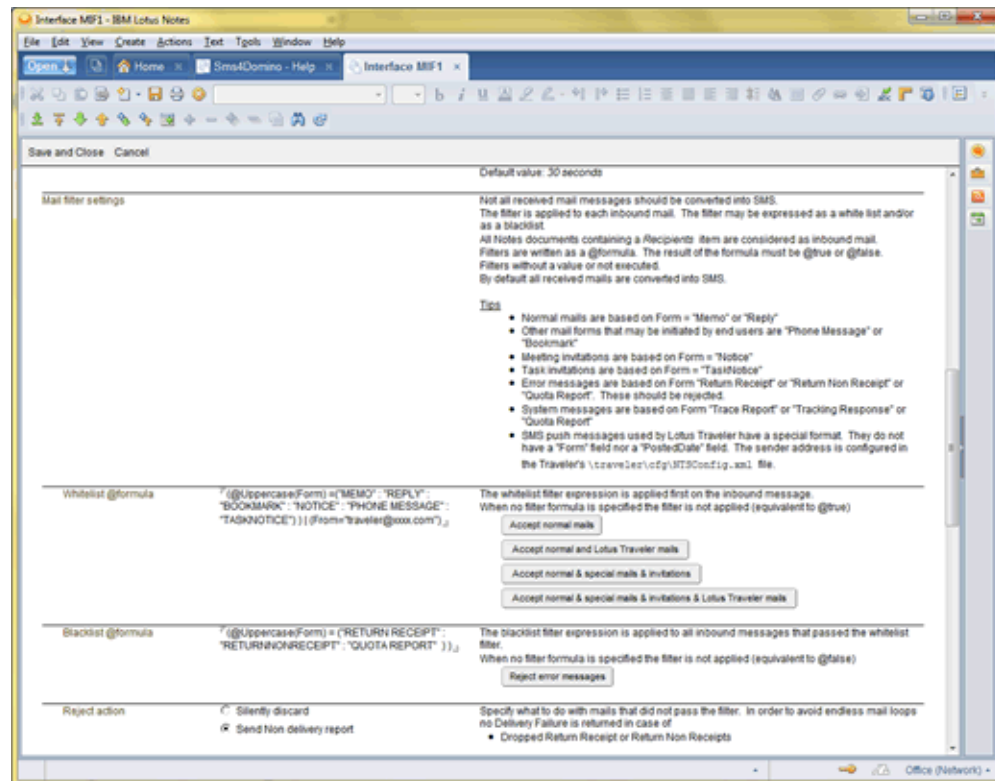 Interface MIF1 - IBM Lotus Notes
File Edit View Create Actions Text Tools Window Help
Open Home Sms4Domino - Help Interface MIF1
Save and Close Cancel
Default value: 30 seconds
Mail filter settings
Not all received mail messages should be converted into SMS.
The filter is applied to each inbound mail. The filter may be expressed as a white list and/or
as a blacklist.
All Notes documents containing a Recipients item are considered as inbound mail.
Filters are written as a @formula. The result of the formula must be @true or @false.
Filters without a value or not executed.
By default all received mails are converted into SMS.
Tips
• Normal mails are based on Form = "Memo" or "Reply"
• Other mail forms that may be initiated by end users are "Phone Message" or
"Bookmark"
• Meeting invitations are based on Form = "Notice"
• Task invitations are based on Form = "TaskNotice"
• Error messages are based on Form "Return Receipt" or "Return Non Receipt" or
"Quota Report". These should be rejected.
• System messages are based on Form "Trace Report" or "Tracking Response" or
"Quota Report"
• SMS push messages used by Lotus Traveler have a special format. They do not
have a "Form" field nor a "PostedDate" field. The sender address is configured in
the Traveler's \traveler\cfg\NTSConfig.xml file.
Whitelist @formula
(@Uppercase(Form) =("MEMO" : "REPLY" :
"BOOKMARK" : "NOTICE" : "PHONE MESSAGE" :
"TASKNOTICE") ) | (From="traveler@xxxx.com")
The whitelist filter expression is applied first on the inbound message.
When no filter formula is specified the filter is not applied (equivalent to @true)
Accept normal mails
Accept normal and Lotus Traveler mails
Accept normal & special mails & invitations
Accept normal & special mails & invitations & Lotus Traveler mails
Blacklist @formula
(@Uppercase(Form) = ("RETURN RECEIPT" :
"RETURNNONRECEIPT" : "QUOTA REPORT" ) )
The blacklist filter expression is applied to all inbound messages that passed the whitelist
filter.
When no filter formula is specified the filter is not applied (equivalent to @false)
Reject error messages
Reject action
Silently discard
Send Non delivery report
Specify what to do with mails that did not pass the filter. In order to avoid endless mail loops
no Delivery Failure is returned in case of
• Dropped Return Receipt or Return Non Receipts
Office (Network)